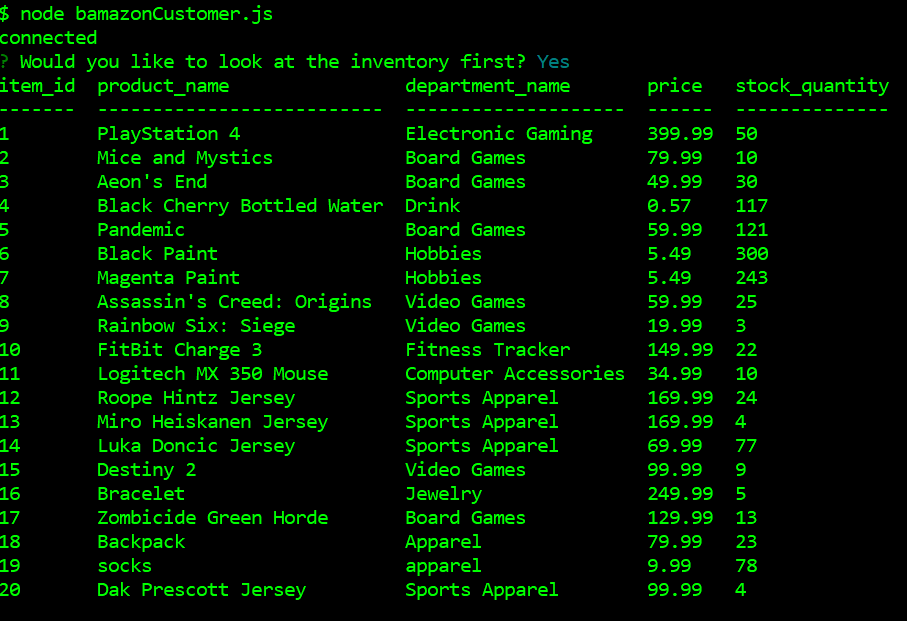 $ node bamazonCustomer.js
connected
? Would you like to look at the inventory first? Yes
item_id  product_name                department_name       price   stock_quantity
-------  --------------------------  --------------------  ------  --------------
1        PlayStation 4               Electronic Gaming     399.99  50
2        Mice and Mystics            Board Games           79.99   10
3        Aeon's End                  Board Games           49.99   30
4        Black Cherry Bottled Water  Drink                 0.57    117
5        Pandemic                    Board Games           59.99   121
6        Black Paint                 Hobbies               5.49    300
7        Magenta Paint               Hobbies               5.49    243
8        Assassin's Creed: Origins   Video Games           59.99   25
9        Rainbow Six: Siege          Video Games           19.99   3
10       FitBit Charge 3             Fitness Tracker       149.99  22
11       Logitech MX 350 Mouse       Computer Accessories  34.99   10
12       Roope Hintz Jersey          Sports Apparel        169.99  24
13       Miro Heiskanen Jersey       Sports Apparel        169.99  4
14       Luka Doncic Jersey          Sports Apparel        69.99   77
15       Destiny 2                   Video Games           99.99   9
16       Bracelet                    Jewelry               249.99  5
17       Zombicide Green Horde       Board Games           129.99  13
18       Backpack                    Apparel               79.99   23
19       socks                       apparel               9.99    78
20       Dak Prescott Jersey         Sports Apparel        99.99   4